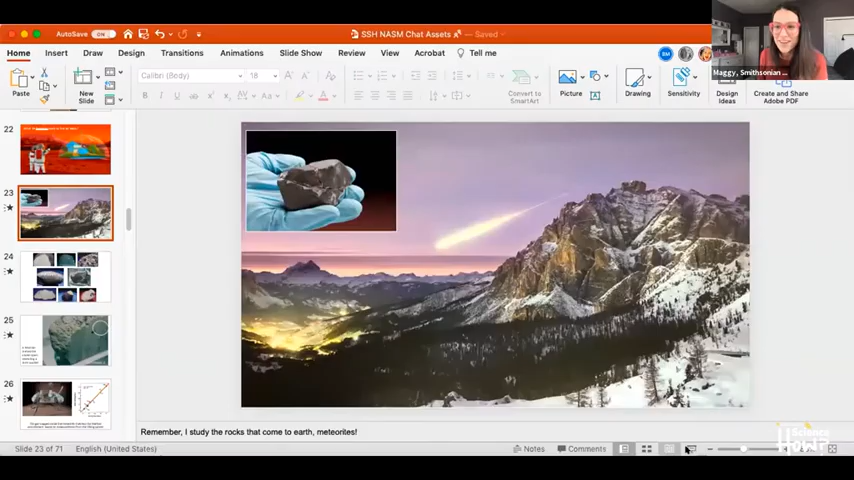 AutoSave ON SSH NASM Chat Assets — Saved
Home Insert Draw Design Transitions Animations Slide Show Review View Acrobat Tell me
BM
Maggy, Smithsonian ...
Calibri (Body) 18
Paste New Slide Convert to SmartArt Picture Drawing Sensitivity Design Ideas Create and Share Adobe PDF
22
23
24
25
26
Remember, I study the rocks that come to earth, meteorites!
Slide 23 of 71 English (United States) Notes Comments
Science How?